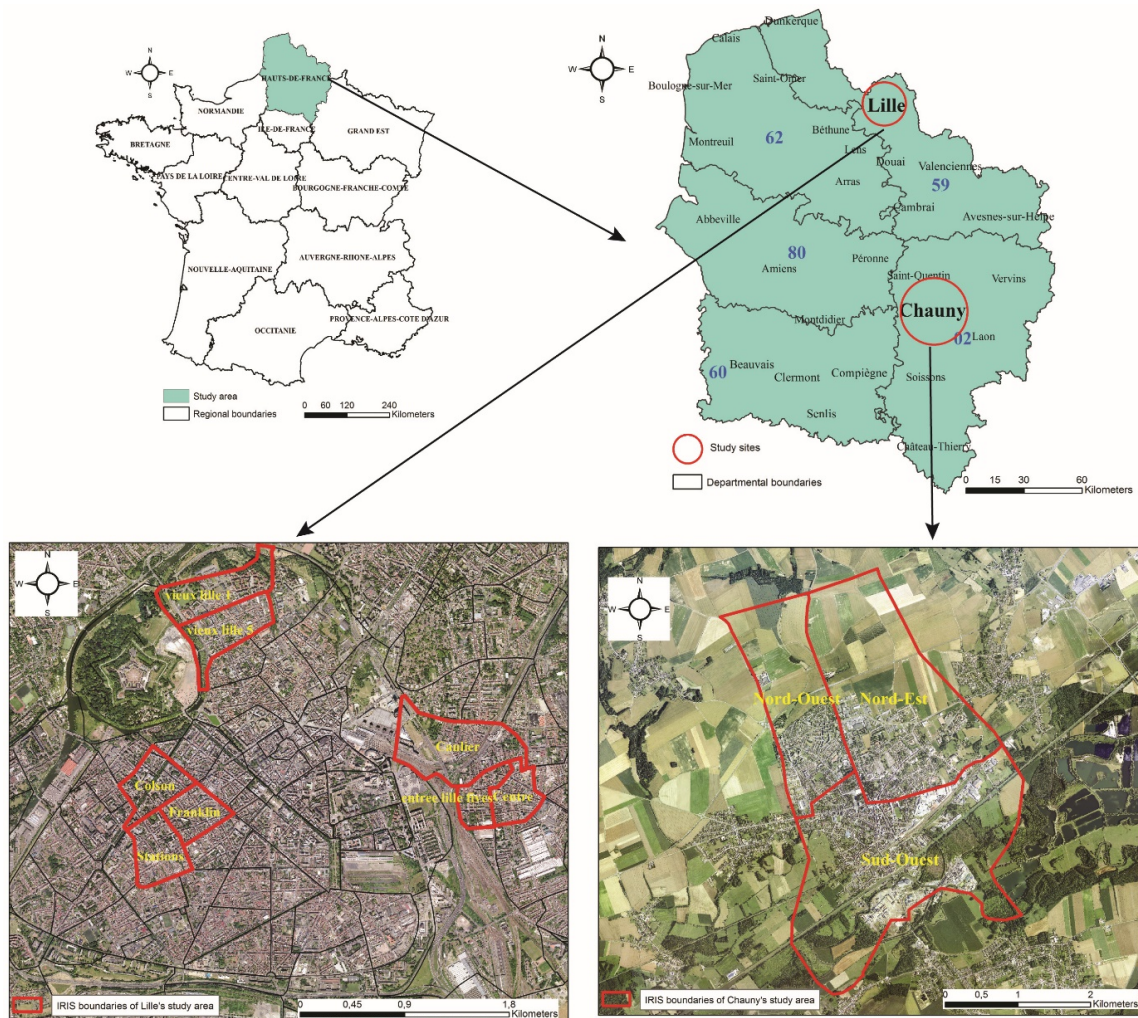 N
W
E
S
HAUTS-DE-FRANCE
NORMANDIE
ILE-DE-FRANCE
GRAND EST
BRETAGNE
PAYS DE LA LOIRE
CENTRE-VAL DE LOIRE
BOURGOGNE-FRANCHE-COMTE
NOUVELLE-AQUITAINE
AUVERGNE-RHONE-ALPES
OCCITANIE
PROVENCE-ALPES-COTE D'AZUR
Study area
Regional boundaries
0 60 120 240
Kilometers
N
W
E
S
Dunkerque
Calais
Saint-Omer
Boulogne-sur-Mer
Lille
Béthune
62
Montreuil
Lens
Douai
Valenciennes
59
Arras
Cambrai
Avesnes-sur-Helpe
Abbeville
80
Amiens
Péronne
Saint-Quentin
Vervins
Chauny
02
Laon
Montdidier
60
Beauvais
Clermont
Compiègne
Soissons
Senlis
Château-Thierry
Study sites
Departmental boundaries
0 15 30 60
Kilometers
N
W
E
S
vieux lille 4
vieux lille 5
Caulier
entree lille fives
Centre
Colson
Franklin
Stations
IRIS boundaries of Lille's study area
0 0,45 0.9 1.8
Kilometers
N
W
E
S
Nord-Ouest
Nord-Est
Sud-Ouest
IRIS boundaries of Chauny's study area
0 0,5 1 2
Kilometers